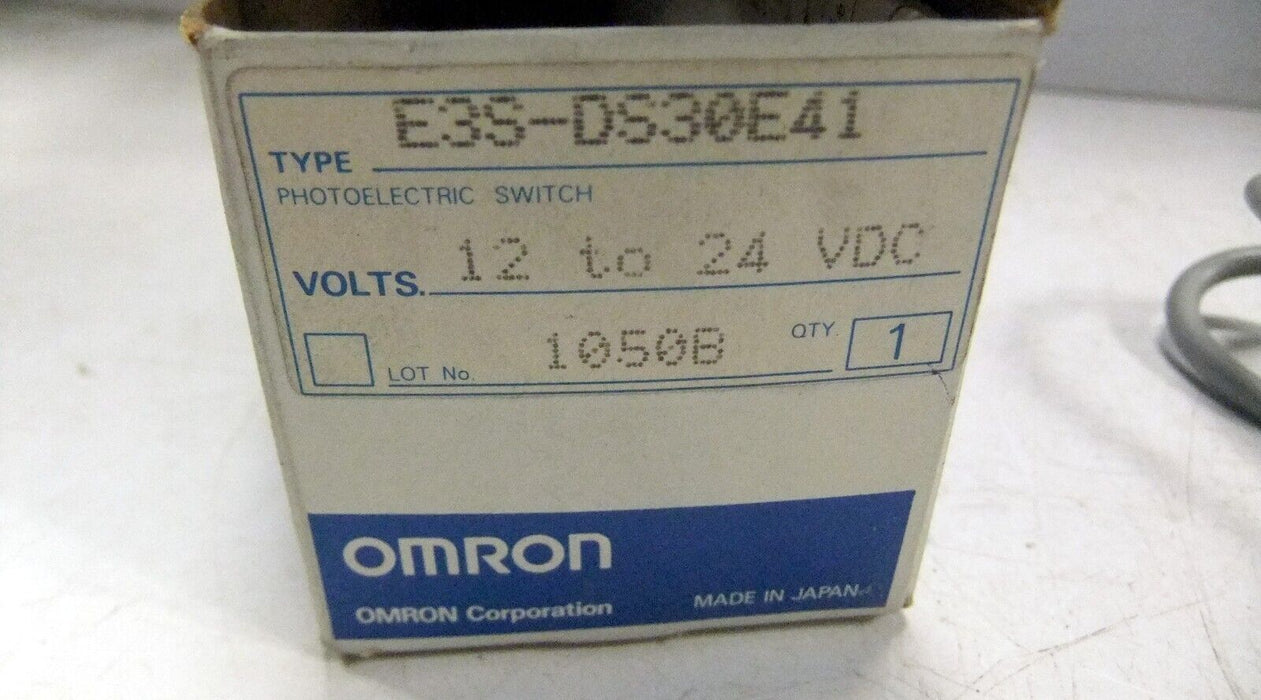 TYPE E3S-DS30E41
PHOTOELECTRIC SWITCH
VOLTS. 12 to 24 VDC
LOT No. 1050B QTY. 1
OMRON
OMRON Corporation MADE IN JAPAN